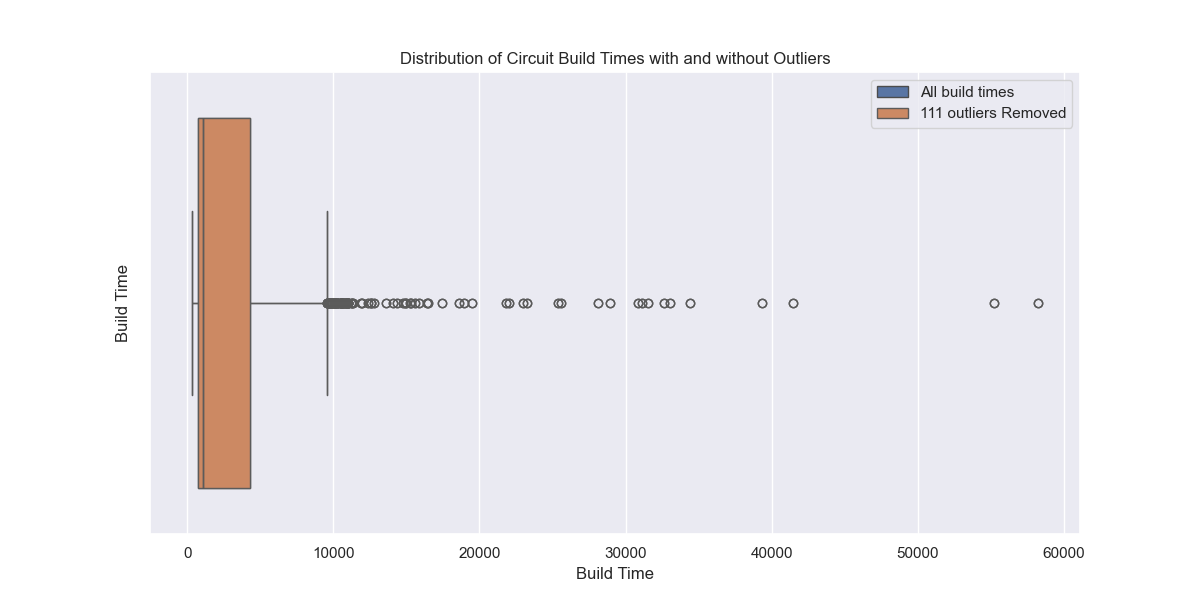 Distribution of Circuit Build Times with and without Outliers
All build times
111 outliers Removed
Build Time
0 10000 20000 30000 40000 50000 60000
Build Time